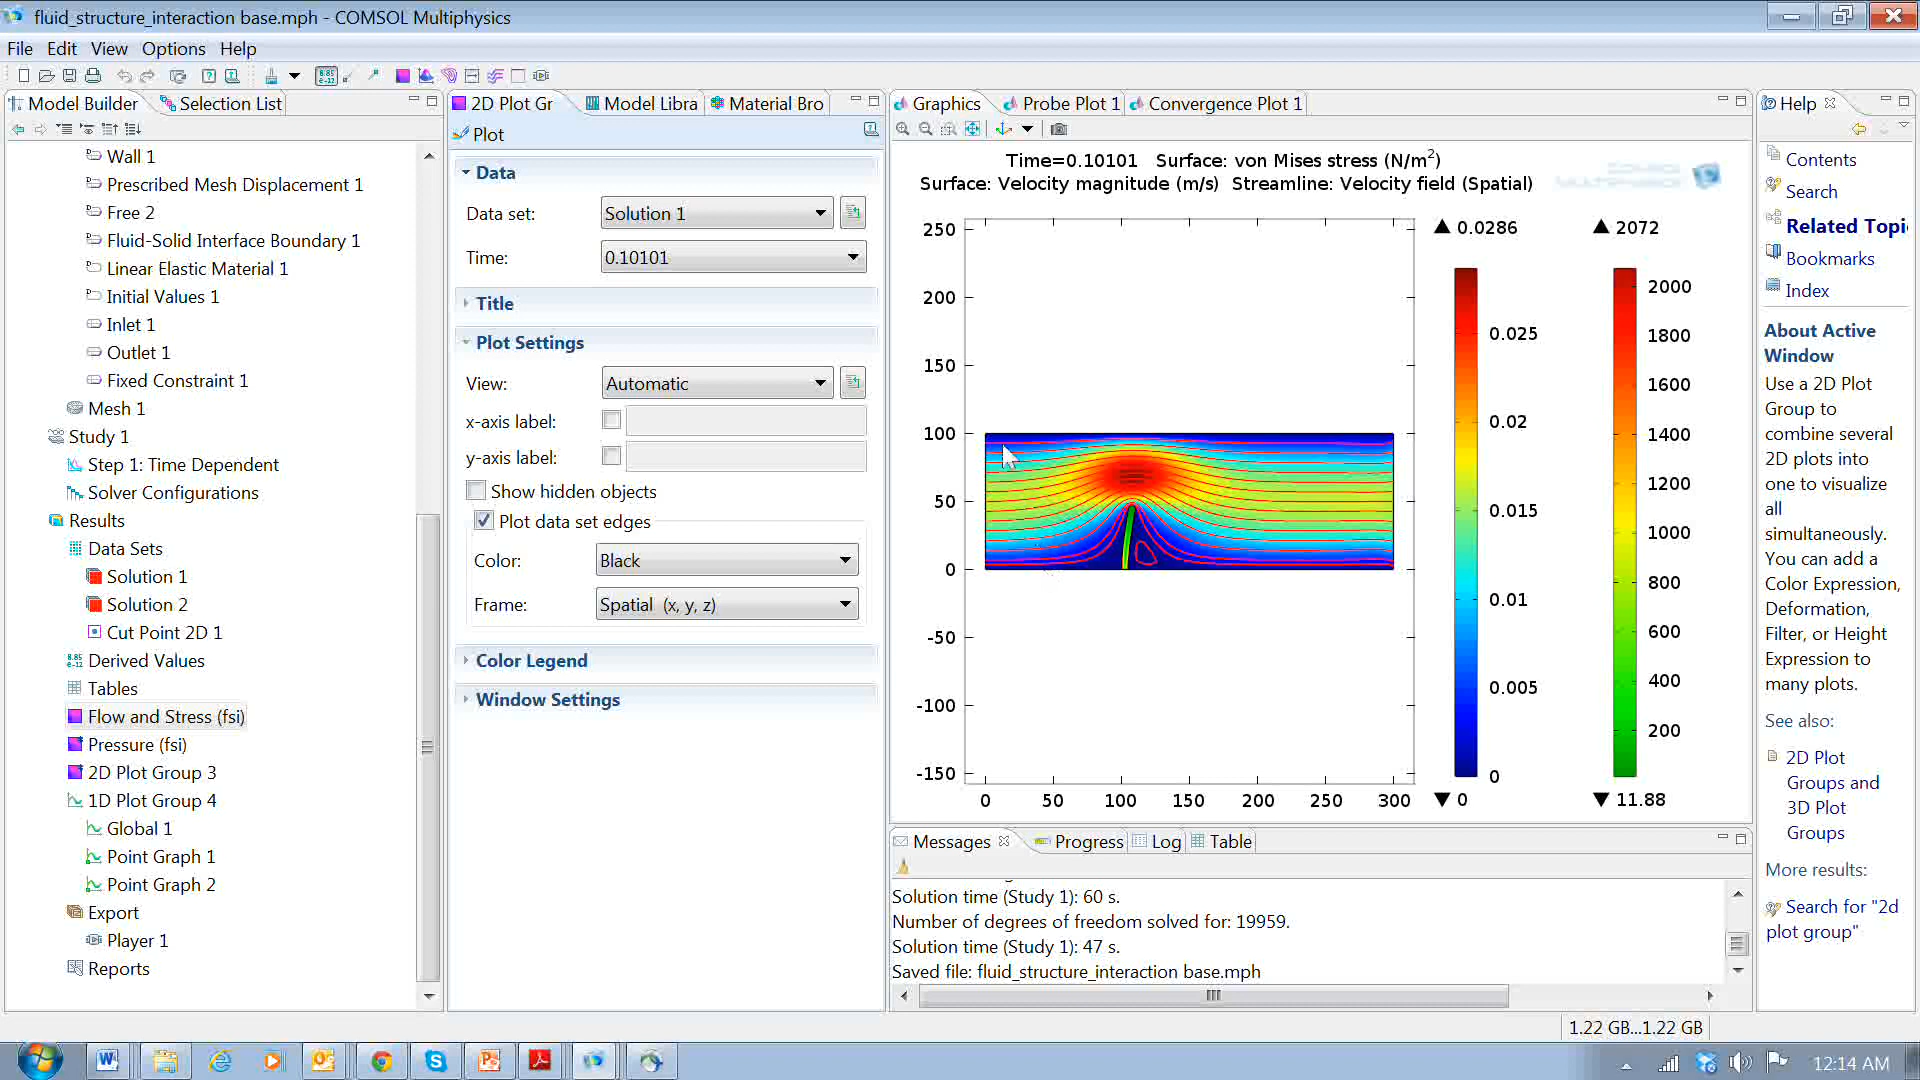 fluid_structure_interaction base.mph - COMSOL Multiphysics
File Edit View Options Help
Model Builder
Selection List
Wall 1
Prescribed Mesh Displacement 1
Free 2
Fluid-Solid Interface Boundary 1
Linear Elastic Material 1
Initial Values 1
Inlet 1
Outlet 1
Fixed Constraint 1
Mesh 1
Study 1
Step 1: Time Dependent
Solver Configurations
Results
Data Sets
Solution 1
Solution 2
Cut Point 2D 1
Derived Values
Tables
Flow and Stress (fsi)
Pressure (fsi)
2D Plot Group 3
1D Plot Group 4
Global 1
Point Graph 1
Point Graph 2
Export
Player 1
Reports
2D Plot Gr
Model Libra
Material Bro
Plot
Data
Data set: Solution 1
Time: 0.10101
Title
Plot Settings
View: Automatic
x-axis label:
y-axis label:
Show hidden objects
Plot data set edges
Color: Black
Frame: Spatial (x, y, z)
Color Legend
Window Settings
Graphics
Probe Plot 1
Convergence Plot 1
Time=0.10101 Surface: von Mises stress (N/m²)
Surface: Velocity magnitude (m/s) Streamline: Velocity field (Spatial)
250
200
150
100
50
0
-50
-100
-150
0 50 100 150 200 250 300
0.0286
0.025
0.02
0.015
0.01
0.005
0
0
2072
2000
1800
1600
1400
1200
1000
800
600
400
200
11.88
Messages
Progress
Log
Table
Solution time (Study 1): 60 s.
Number of degrees of freedom solved for: 19959.
Solution time (Study 1): 47 s.
Saved file: fluid_structure_interaction base.mph
Help
Contents
Search
Related Topi
Bookmarks
Index
About Active
Window
Use a 2D Plot
Group to
combine several
2D plots into
one to visualize
all
simultaneously.
You can add a
Color Expression,
Deformation,
Filter, or Height
Expression to
many plots.
See also:
2D Plot
Groups and
3D Plot
Groups
More results:
Search for "2d
plot group"
1.22 GB...1.22 GB
12:14 AM